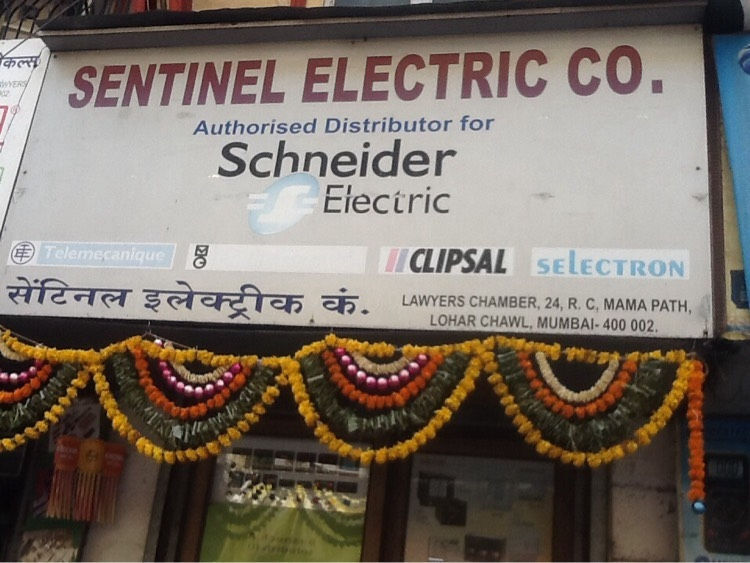 SENTINEL ELECTRIC CO.
Authorised Distributor for
Schneider
Electric
Telemecanique
CLIPSAL
SELECTRON
सेंटिनल इलेक्ट्रीक कं.
LAWYERS CHAMBER, 24, R. C, MAMA PATH,
LOHAR CHAWL, MUMBAI- 400 002.